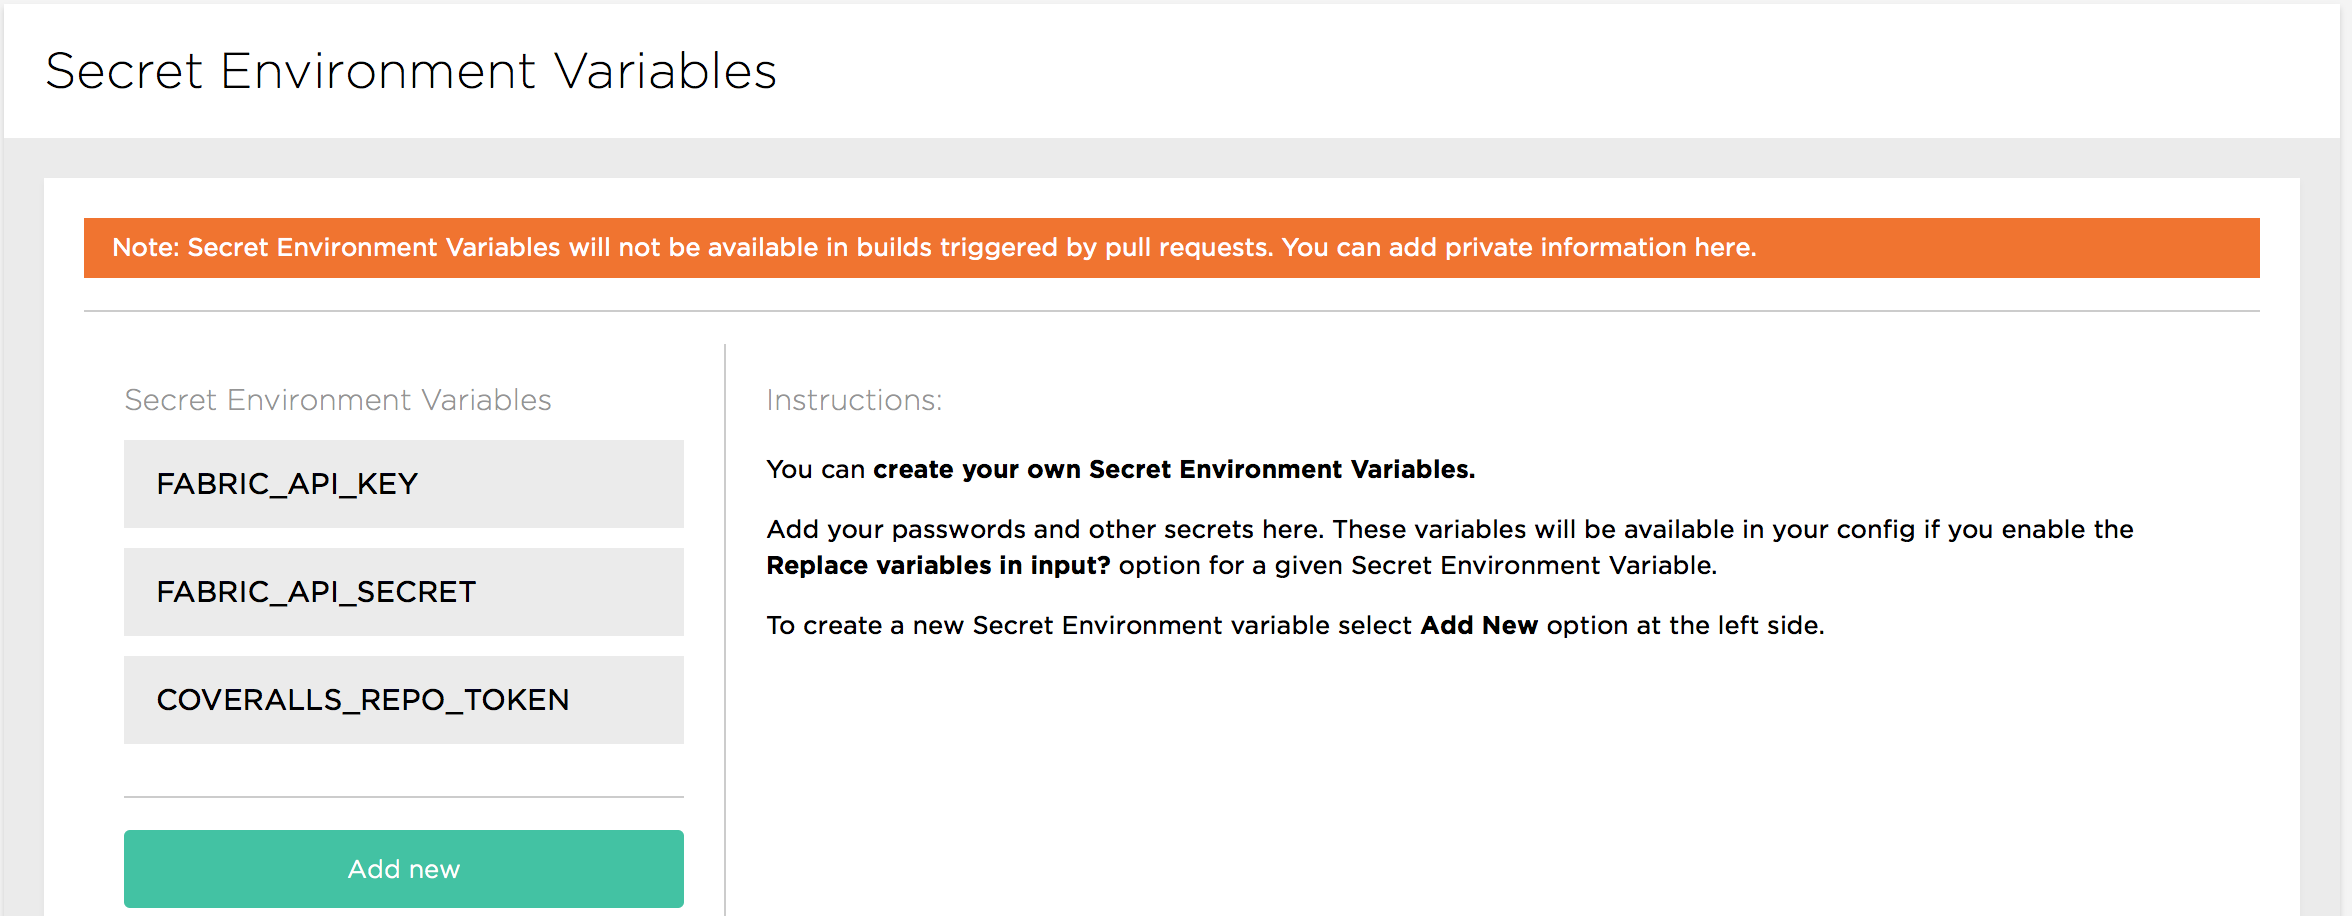 Secret Environment Variables
Note: Secret Environment Variables will not be available in builds triggered by pull requests. You can add private information here.
Secret Environment Variables
FABRIC_API_KEY
FABRIC_API_SECRET
COVERALLS_REPO_TOKEN
Add new
Instructions:
You can create your own Secret Environment Variables.
Add your passwords and other secrets here. These variables will be available in your config if you enable the
Replace variables in input? option for a given Secret Environment Variable.
To create a new Secret Environment variable select Add New option at the left side.